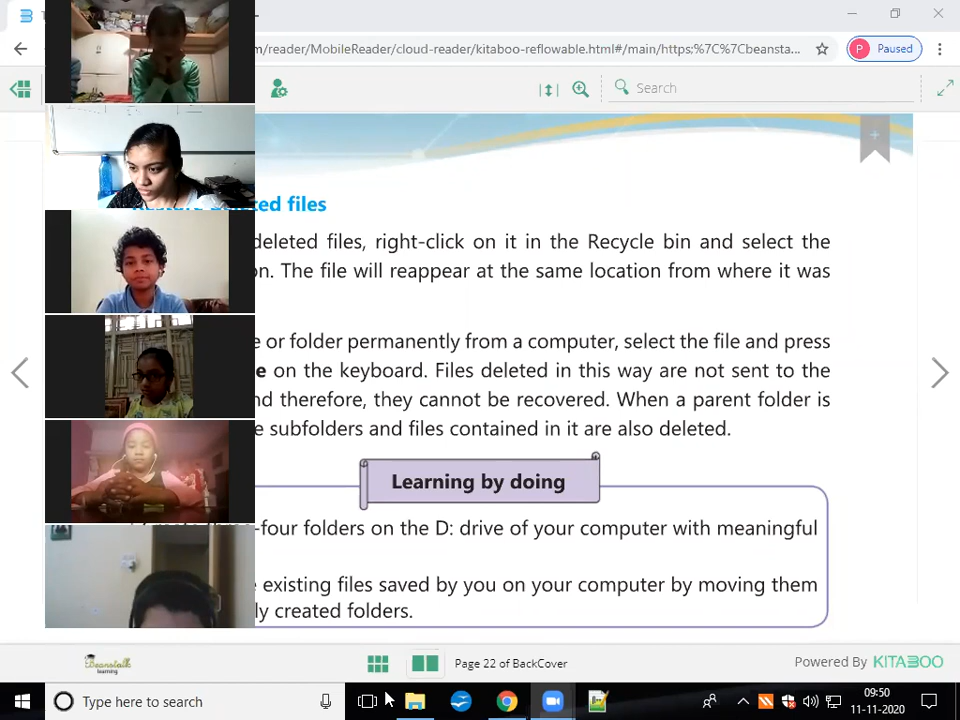 m/reader/MobileReader/cloud-reader/kitaboo-reflowable.html#/main/https:%7C%7Cbeansta...
P Paused
Search
ed files
deleted files, right-click on it in the Recycle bin and select the
on. The file will reappear at the same location from where it was
e or folder permanently from a computer, select the file and press
e on the keyboard. Files deleted in this way are not sent to the
nd therefore, they cannot be recovered. When a parent folder is
e subfolders and files contained in it are also deleted.
Learning by doing
-four folders on the D: drive of your computer with meaningful
e existing files saved by you on your computer by moving them
ly created folders.
Beanstalk
learning
Page 22 of BackCover
Powered By KITABOO
Type here to search
09:50
11-11-2020